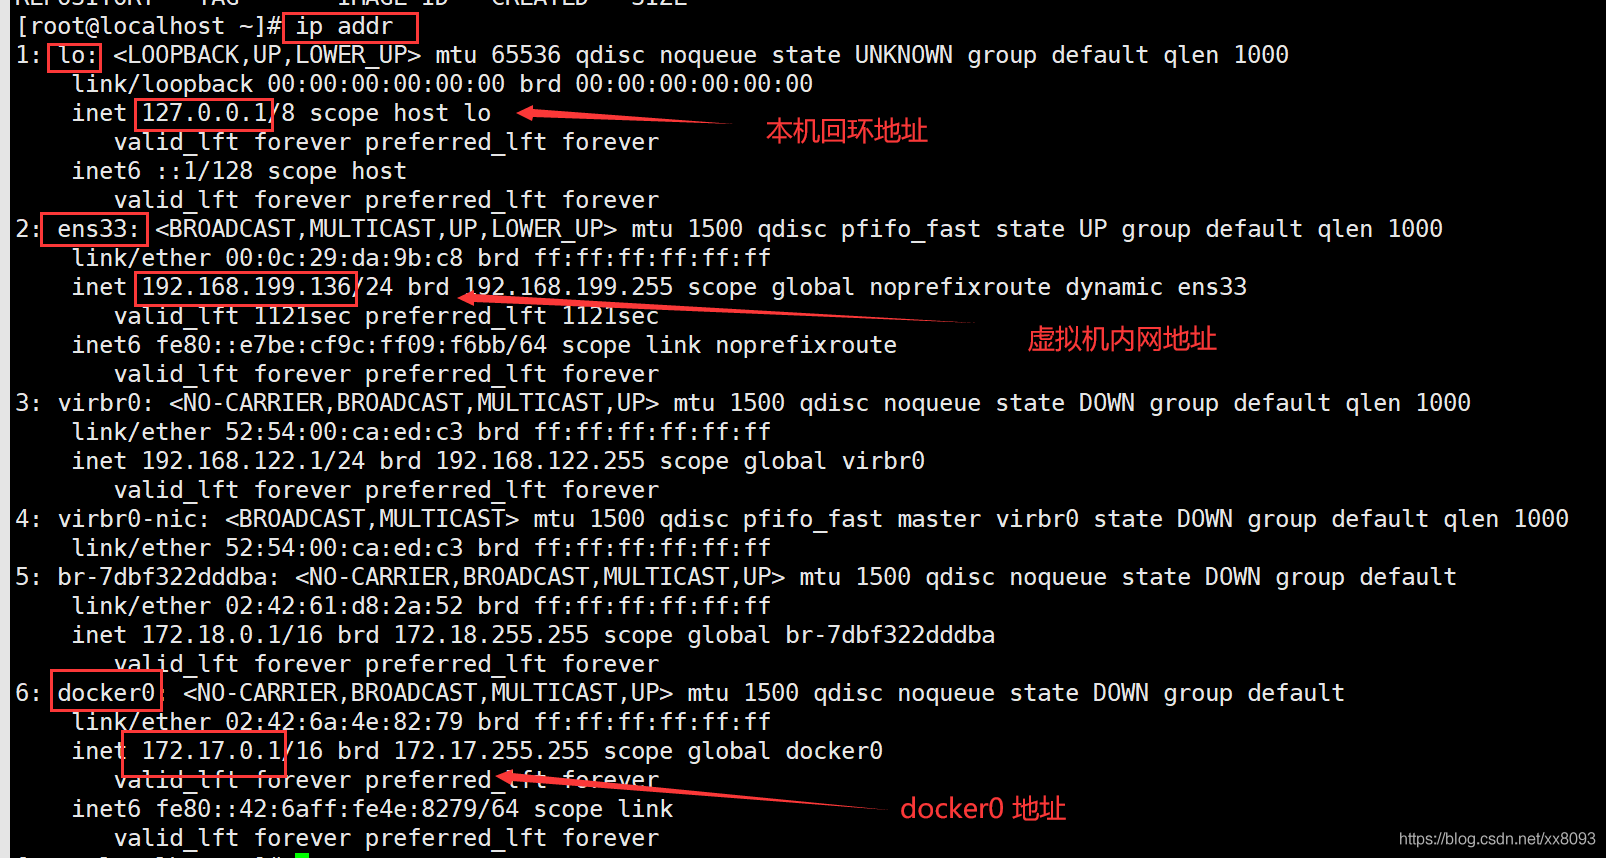 REPOSITORY   TAG       IMAGE ID   CREATED   SIZE
[root@localhost ~]# ip addr
1: lo: <LOOPBACK,UP,LOWER_UP> mtu 65536 qdisc noqueue state UNKNOWN group default qlen 1000
link/loopback 00:00:00:00:00:00 brd 00:00:00:00:00:00
inet 127.0.0.1/8 scope host lo
本机回环地址
valid_lft forever preferred_lft forever
inet6 ::1/128 scope host
valid_lft forever preferred_lft forever
2: ens33: <BROADCAST,MULTICAST,UP,LOWER_UP> mtu 1500 qdisc pfifo_fast state UP group default qlen 1000
link/ether 00:0c:29:da:9b:c8 brd ff:ff:ff:ff:ff:ff
inet 192.168.199.136/24 brd 192.168.199.255 scope global noprefixroute dynamic ens33
valid_lft 1121sec preferred_lft 1121sec
虚拟机内网地址
inet6 fe80::e7be:cf9c:ff09:f6bb/64 scope link noprefixroute
valid_lft forever preferred_lft forever
3: virbr0: <NO-CARRIER,BROADCAST,MULTICAST,UP> mtu 1500 qdisc noqueue state DOWN group default qlen 1000
link/ether 52:54:00:ca:ed:c3 brd ff:ff:ff:ff:ff:ff
inet 192.168.122.1/24 brd 192.168.122.255 scope global virbr0
valid_lft forever preferred_lft forever
4: virbr0-nic: <BROADCAST,MULTICAST> mtu 1500 qdisc pfifo_fast master virbr0 state DOWN group default qlen 1000
link/ether 52:54:00:ca:ed:c3 brd ff:ff:ff:ff:ff:ff
5: br-7dbf322dddba: <NO-CARRIER,BROADCAST,MULTICAST,UP> mtu 1500 qdisc noqueue state DOWN group default
link/ether 02:42:61:d8:2a:52 brd ff:ff:ff:ff:ff:ff
inet 172.18.0.1/16 brd 172.18.255.255 scope global br-7dbf322dddba
valid_lft forever preferred_lft forever
6: docker0: <NO-CARRIER,BROADCAST,MULTICAST,UP> mtu 1500 qdisc noqueue state DOWN group default
link/ether 02:42:6a:4e:82:79 brd ff:ff:ff:ff:ff:ff
inet 172.17.0.1/16 brd 172.17.255.255 scope global docker0
valid_lft forever preferred_lft forever
inet6 fe80::42:6aff:fe4e:8279/64 scope link
docker0 地址
valid_lft forever preferred_lft forever
https://blog.csdn.net/xx8093